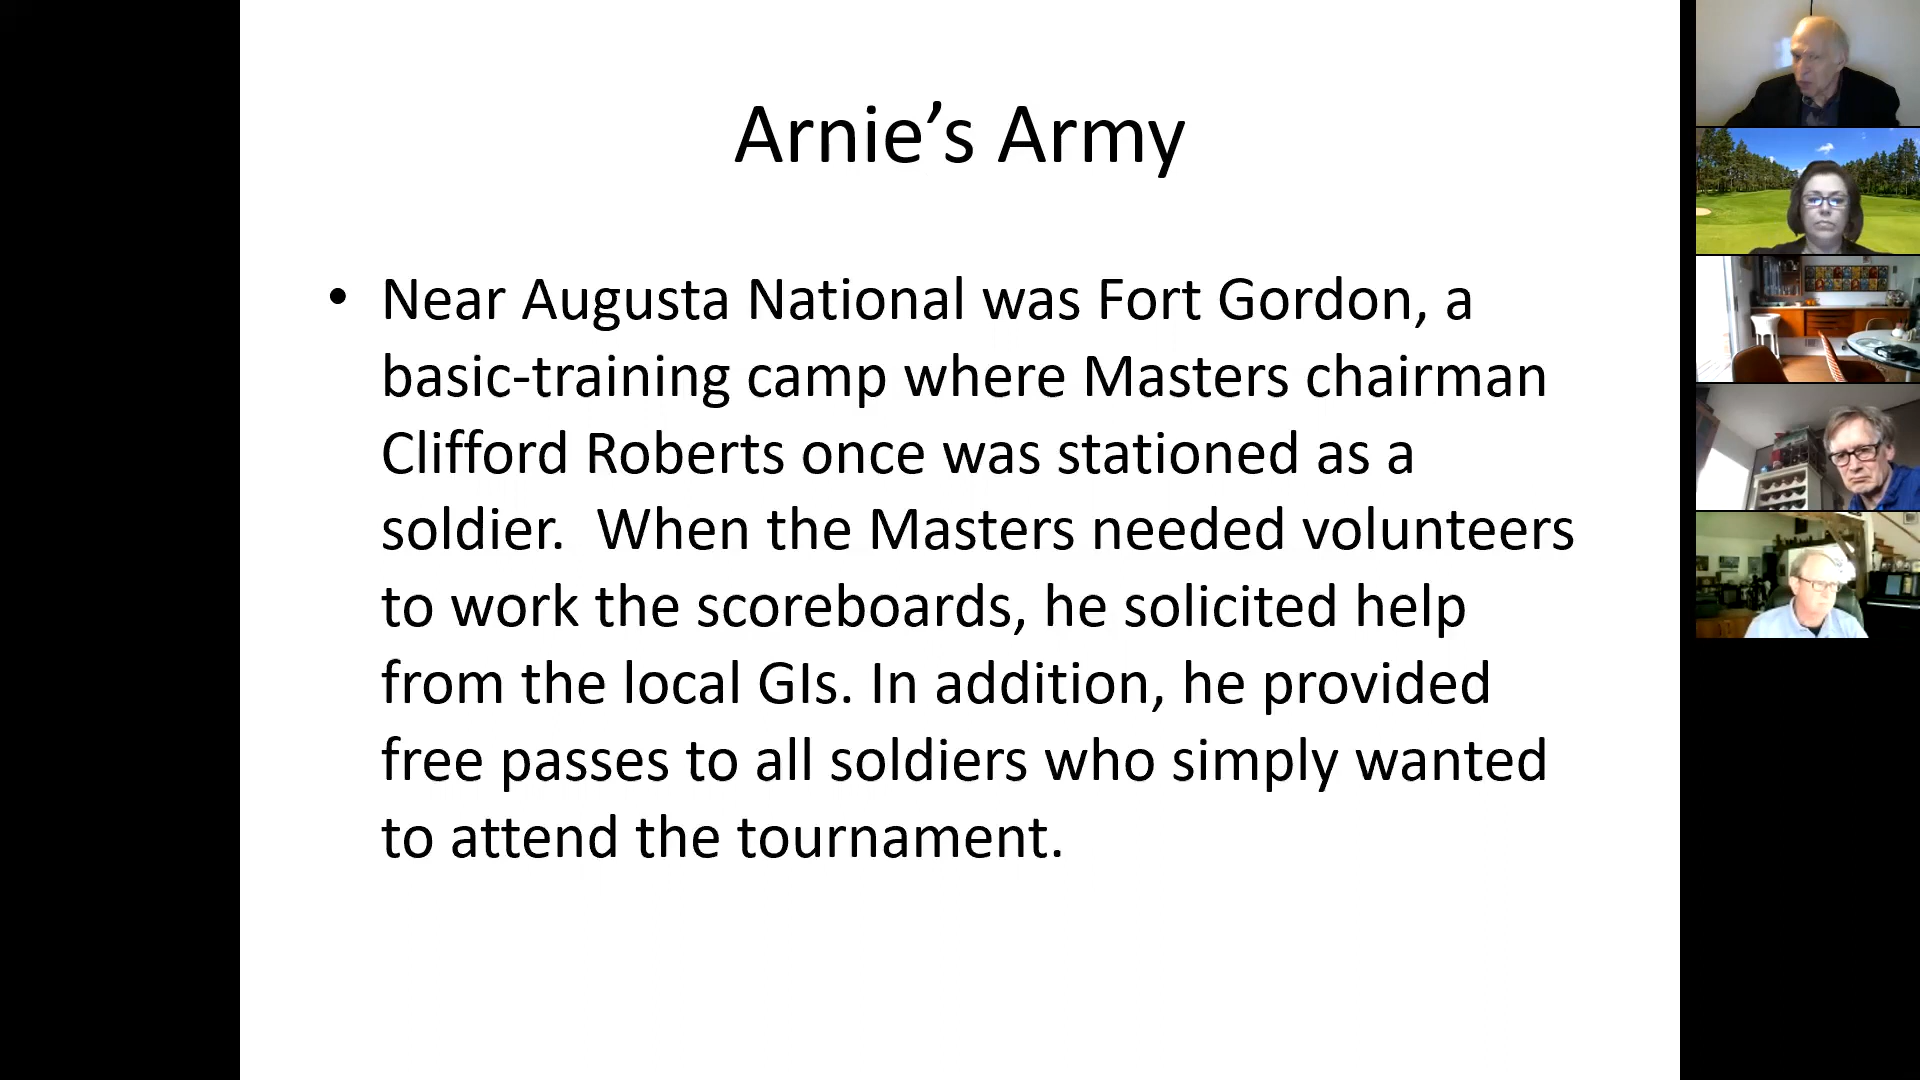 Arnie’s Army
• Near Augusta National was Fort Gordon, a
basic-training camp where Masters chairman
Clifford Roberts once was stationed as a
soldier.  When the Masters needed volunteers
to work the scoreboards, he solicited help
from the local GIs. In addition, he provided
free passes to all soldiers who simply wanted
to attend the tournament.